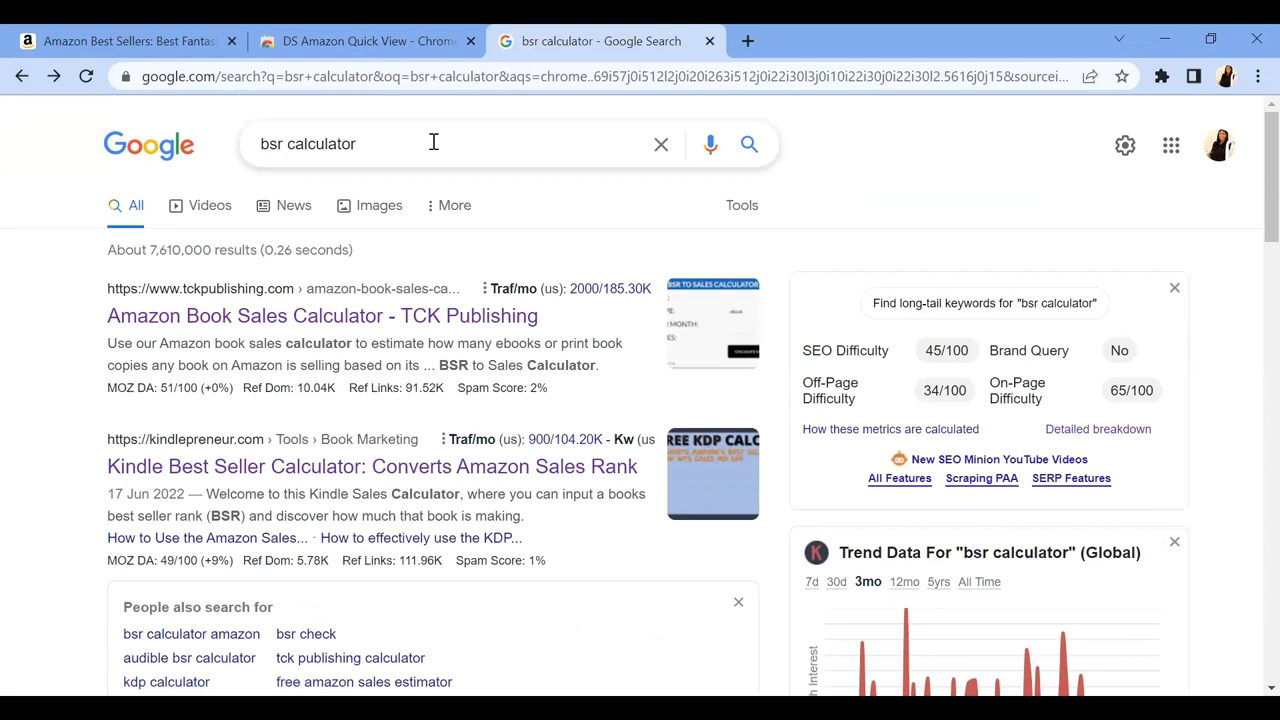 Amazon Best Sellers: Best Fantas
DS Amazon Quick View - Chrome
bsr calculator - Google Search
google.com/search?q=bsr+calculator&oq=bsr+calculator&aqs=chrome..69i57j0i512l2j0i20i263i512j0i22i30l3j0i10i22i30j0i22i30l2.5616j0j15&sourcei...
Google
bsr calculator
All
Videos
News
Images
More
Tools
About 7,610,000 results (0.26 seconds)
https://www.tckpublishing.com › amazon-book-sales-ca...
Traf/mo (us): 2000/185.30K
Amazon Book Sales Calculator - TCK Publishing
Use our Amazon book sales calculator to estimate how many ebooks or print book
copies any book on Amazon is selling based on its ... BSR to Sales Calculator.
MOZ DA: 51/100 (+0%) Ref Dom: 10.04K Ref Links: 91.52K Spam Score: 2%
BSR TO SALES CALCULATOR
PE:
eBook
MONTH:
ES:
https://kindlepreneur.com › Tools › Book Marketing
Traf/mo (us): 900/104.20K - Kw (us
Kindle Best Seller Calculator: Converts Amazon Sales Rank
17 Jun 2022 — Welcome to this Kindle Sales Calculator, where you can input a books
best seller rank (BSR) and discover how much that book is making.
How to Use the Amazon Sales... · How to effectively use the KDP...
MOZ DA: 49/100 (+9%) Ref Dom: 5.78K Ref Links: 111.96K Spam Score: 1%
REE KDP CALC
People also search for
bsr calculator amazon
bsr check
audible bsr calculator
tck publishing calculator
kdp calculator
free amazon sales estimator
Find long-tail keywords for "bsr calculator"
SEO Difficulty 45/100 Brand Query No
Off-Page Difficulty 34/100 On-Page Difficulty 65/100
How these metrics are calculated
Detailed breakdown
New SEO Minion YouTube Videos
All Features
Scraping PAA
SERP Features
K
Trend Data For "bsr calculator" (Global)
7d 30d 3mo 12mo 5yrs All Time
h Interest